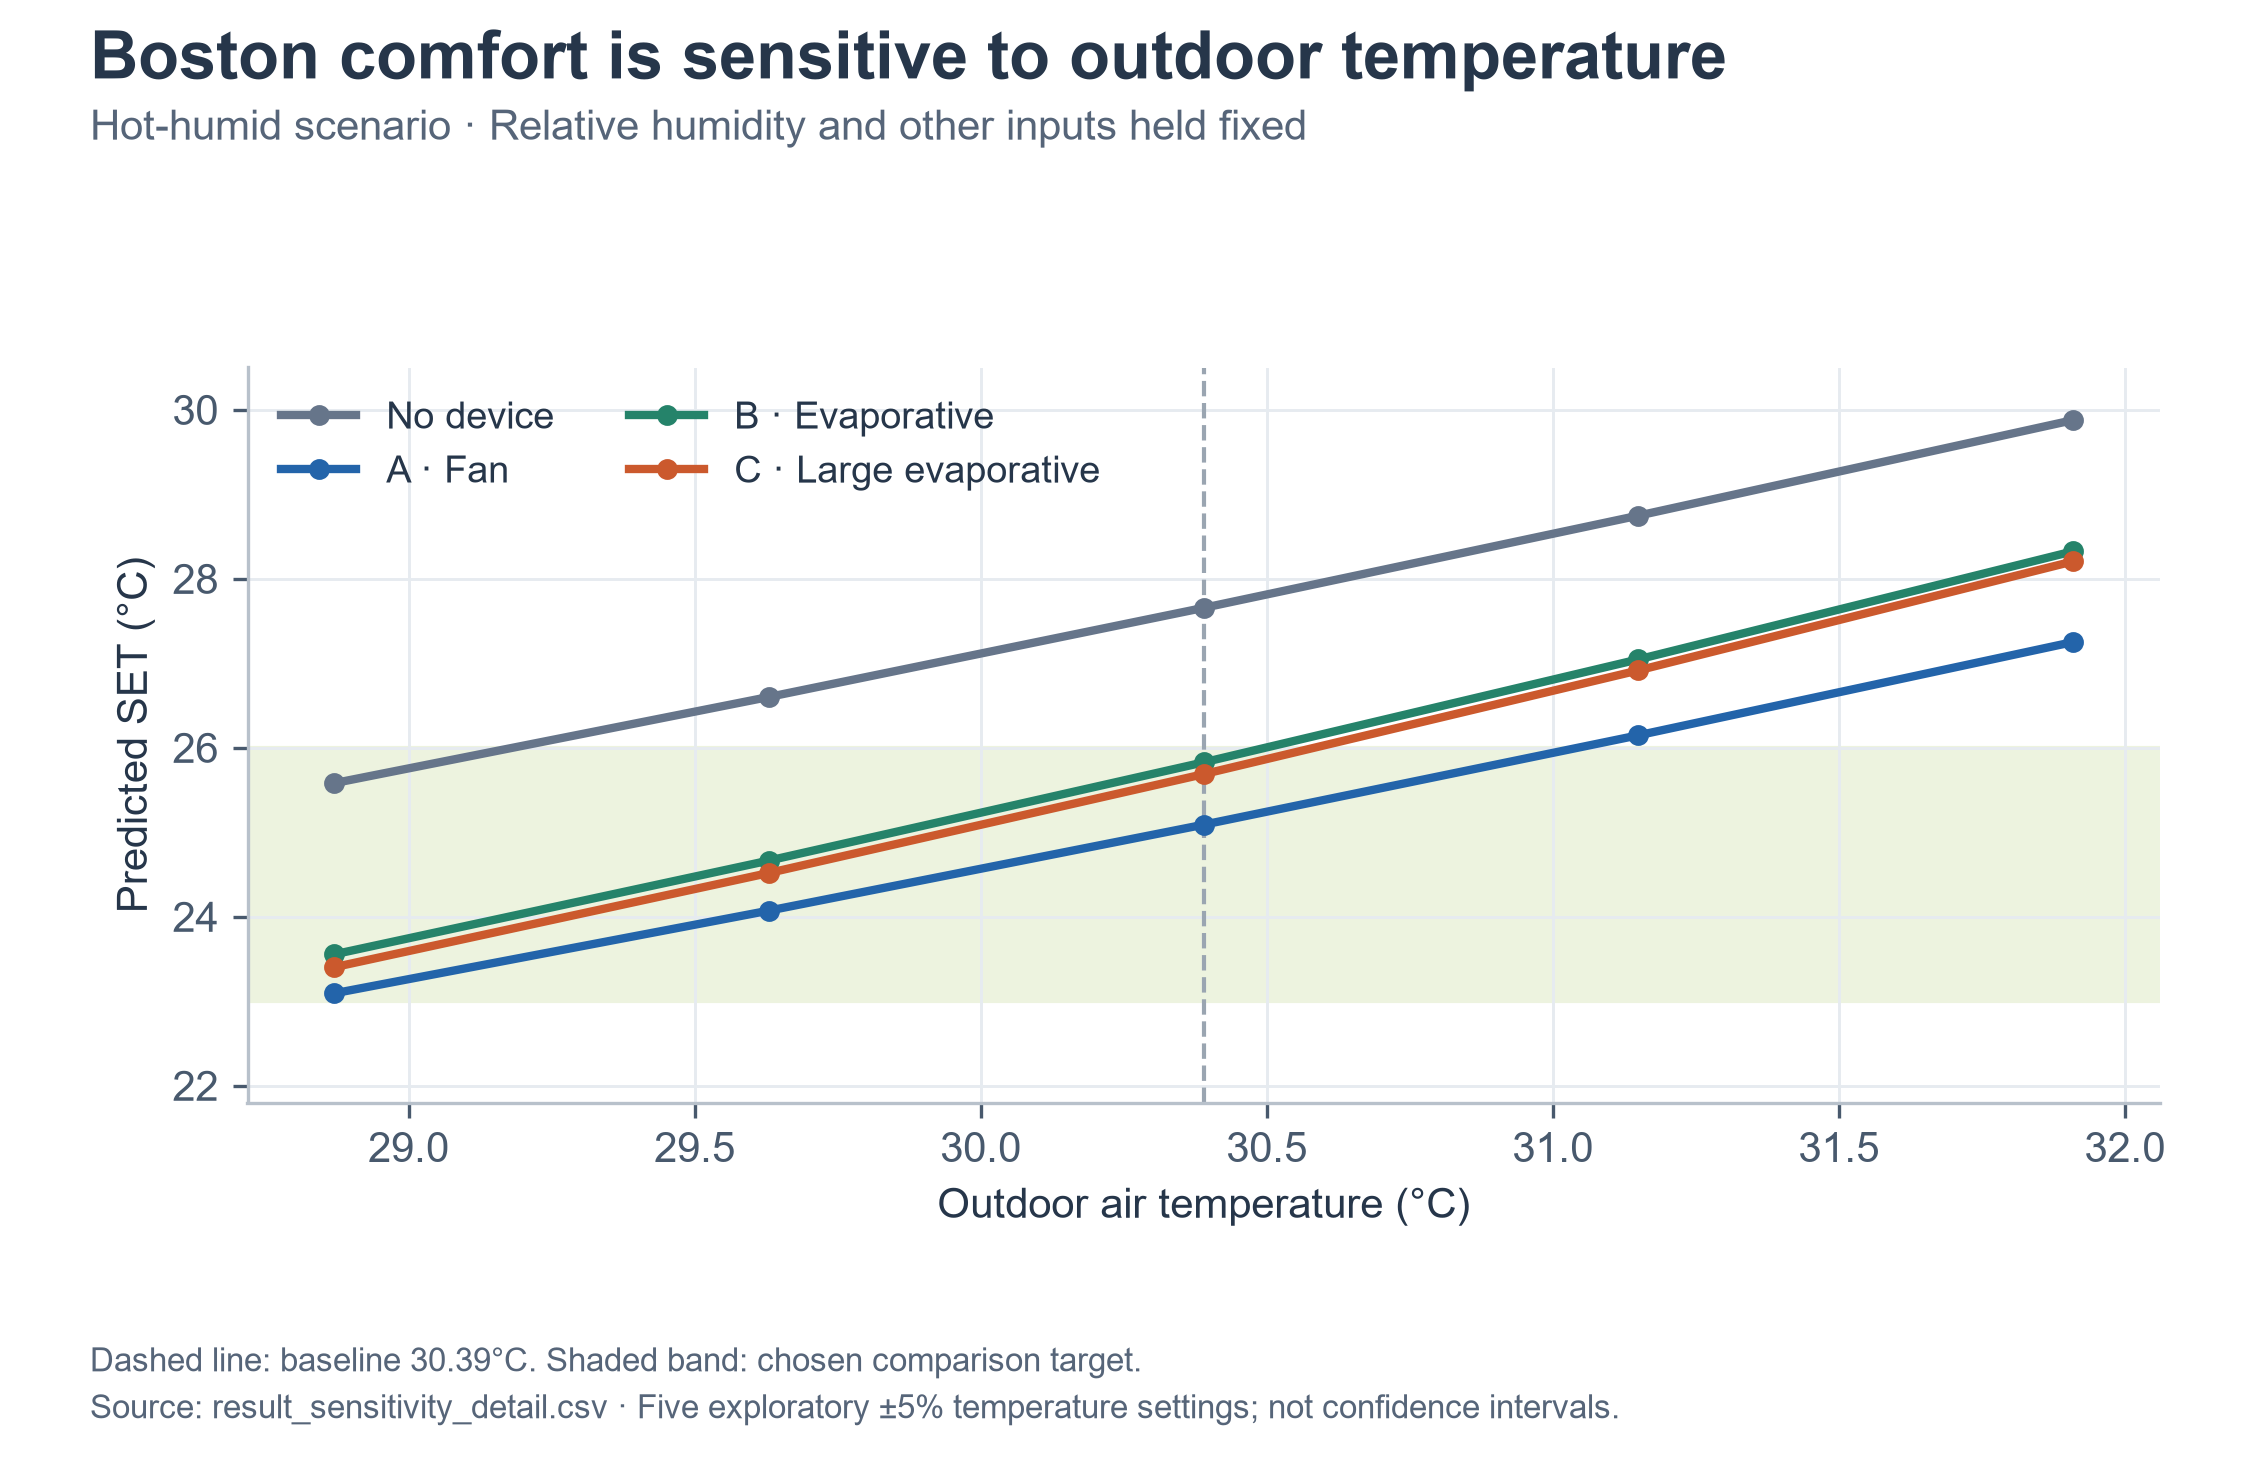 Boston comfort is sensitive to outdoor temperature
Hot-humid scenario · Relative humidity and other inputs held fixed
No device
A · Fan
B · Evaporative
C · Large evaporative
Predicted SET (°C)
30
28
26
24
22
29.0 29.5 30.0 30.5 31.0 31.5 32.0
Outdoor air temperature (°C)
Dashed line: baseline 30.39°C. Shaded band: chosen comparison target.
Source: result_sensitivity_detail.csv · Five exploratory ±5% temperature settings; not confidence intervals.